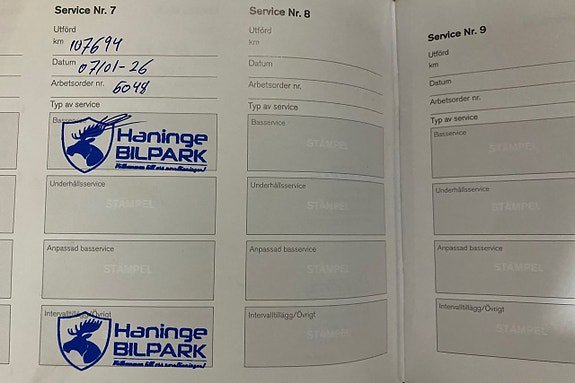 Service Nr. 7
Utförd
km 107694
Datum 07/01-26
Arbetsorder nr. 5048
Typ av service
Basservice
Haninge
BILPARK
Underhållsservice
STÄMPEL
Anpassad basservice
STÄMPEL
Intervalltillägg/Övrigt
Haninge
BILPARK
Service Nr. 8
Utförd
km
Datum
Arbetsorder nr.
Typ av service
Basservice
STÄMPEL
Underhållsservice
STÄMPEL
Anpassad basservice
STÄMPEL
Intervalltillägg/Övrigt
STÄMPEL
Service Nr. 9
Utförd
km
Datum
Arbetsorder nr.
Typ av service
Basservice
STÄMPEL
Underhållsservice
STÄMPEL
Anpassad basservice
STÄMPEL
Intervalltillägg/Övrigt
STÄMPEL